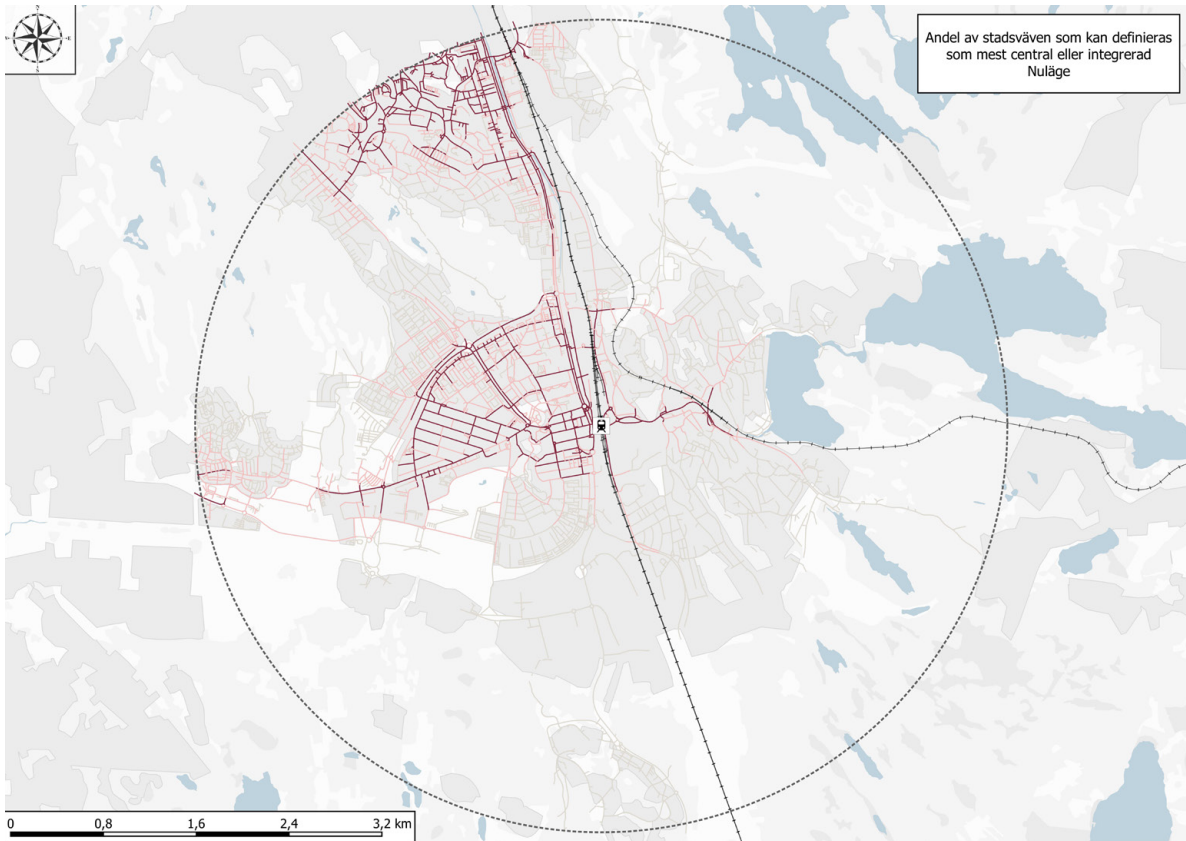 Andel av stadsväven som kan definieras
som mest central eller integrerad
Nuläge
0 0,8 1,6 2,4 3,2 km